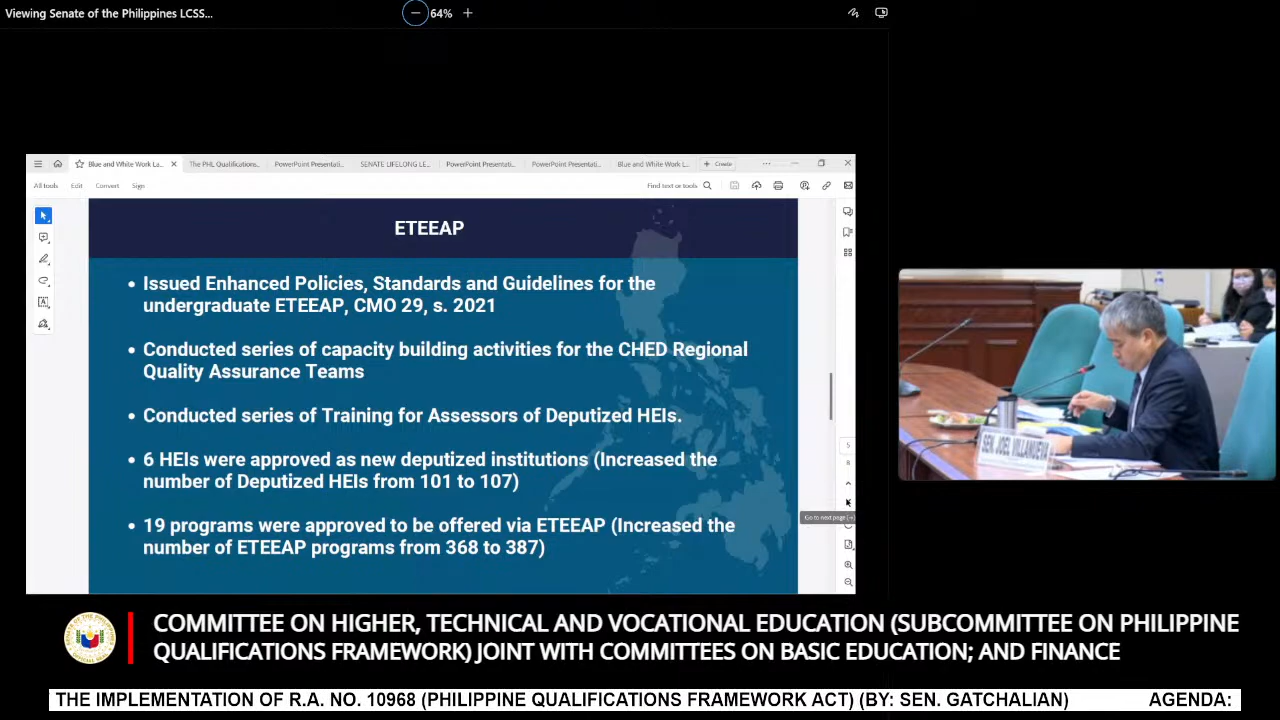 Viewing Senate of the Philippines LCSS...
64%
Blue and White Work La...
The PHL Qualifications...
PowerPoint Presentati...
SENATE LIFELONG LE...
PowerPoint Presentati...
PowerPoint Presentati...
Blue and White Work L...
Create
All tools
Edit
Convert
Sign
Find text or tools
ETEEAP
• Issued Enhanced Policies, Standards and Guidelines for the
undergraduate ETEEAP, CMO 29, s. 2021
• Conducted series of capacity building activities for the CHED Regional
Quality Assurance Teams
• Conducted series of Training for Assessors of Deputized HEIs.
• 6 HEIs were approved as new deputized institutions (Increased the
number of Deputized HEIs from 101 to 107)
• 19 programs were approved to be offered via ETEEAP (Increased the
number of ETEEAP programs from 368 to 387)
5
8
Go to next page
SEN. JOEL VILLANUEVA
COMMITTEE ON HIGHER, TECHNICAL AND VOCATIONAL EDUCATION (SUBCOMMITTEE ON PHILIPPINE
QUALIFICATIONS FRAMEWORK) JOINT WITH COMMITTEES ON BASIC EDUCATION; AND FINANCE
THE IMPLEMENTATION OF R.A. NO. 10968 (PHILIPPINE QUALIFICATIONS FRAMEWORK ACT) (BY: SEN. GATCHALIAN) AGENDA: